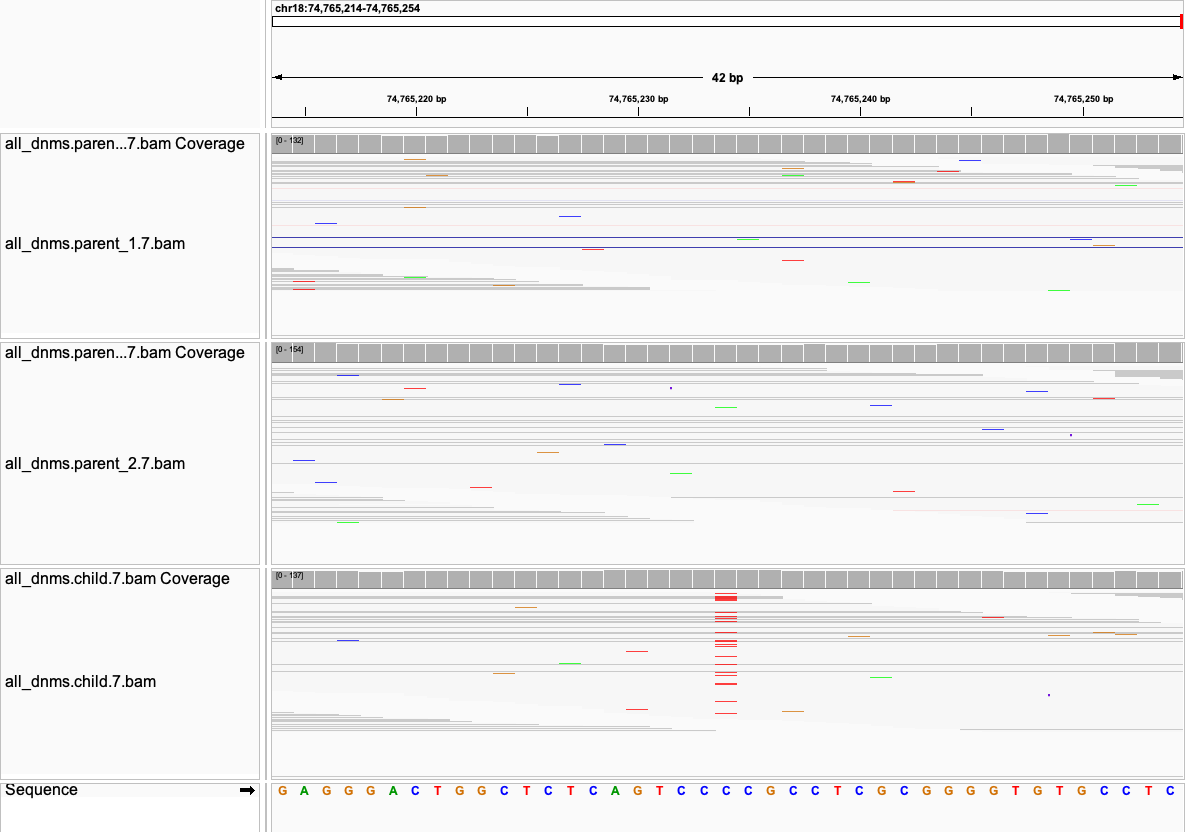 chr18:74,765,214-74,765,254
42 bp
74,765,220 bp 74,765,230 bp 74,765,240 bp 74,765,250 bp
all_dnms.paren...7.bam Coverage
[0 - 132]
all_dnms.parent_1.7.bam
all_dnms.paren...7.bam Coverage
[0 - 154]
all_dnms.parent_2.7.bam
all_dnms.child.7.bam Coverage
[0 - 137]
all_dnms.child.7.bam
Sequence G A G G G A C T G G C T C T C A G T C C C C G C C T C G C G G G G T G T G C C T C